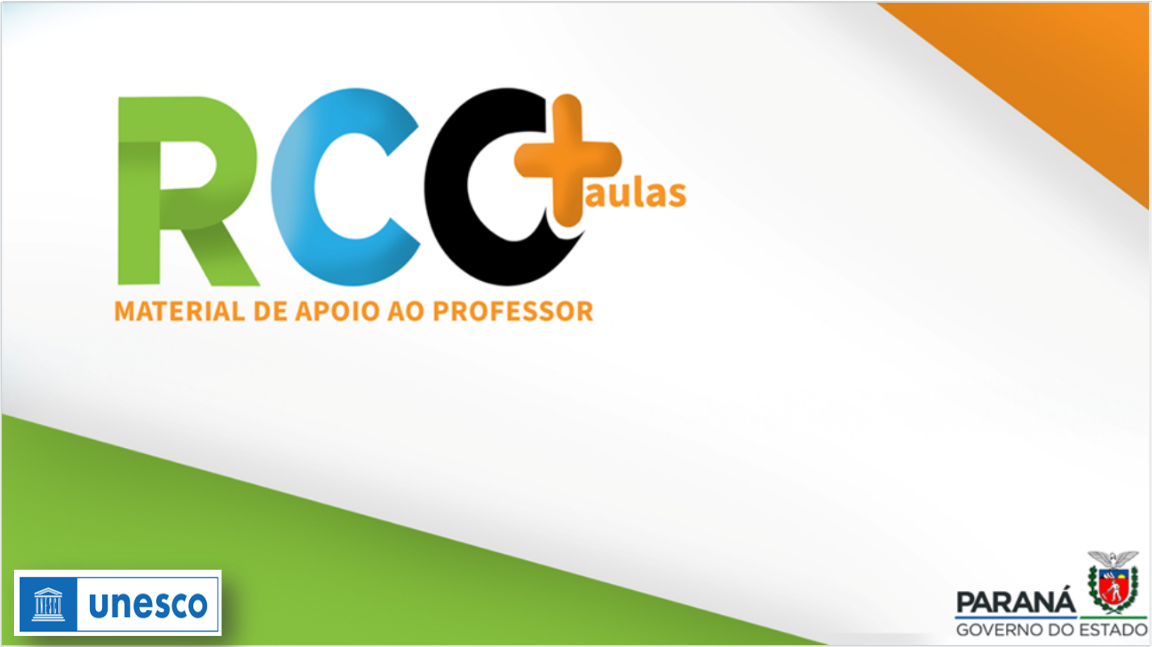 RCO+aulas
MATERIAL DE APOIO AO PROFESSOR
unesco
PARANÁ
GOVERNO DO ESTADO